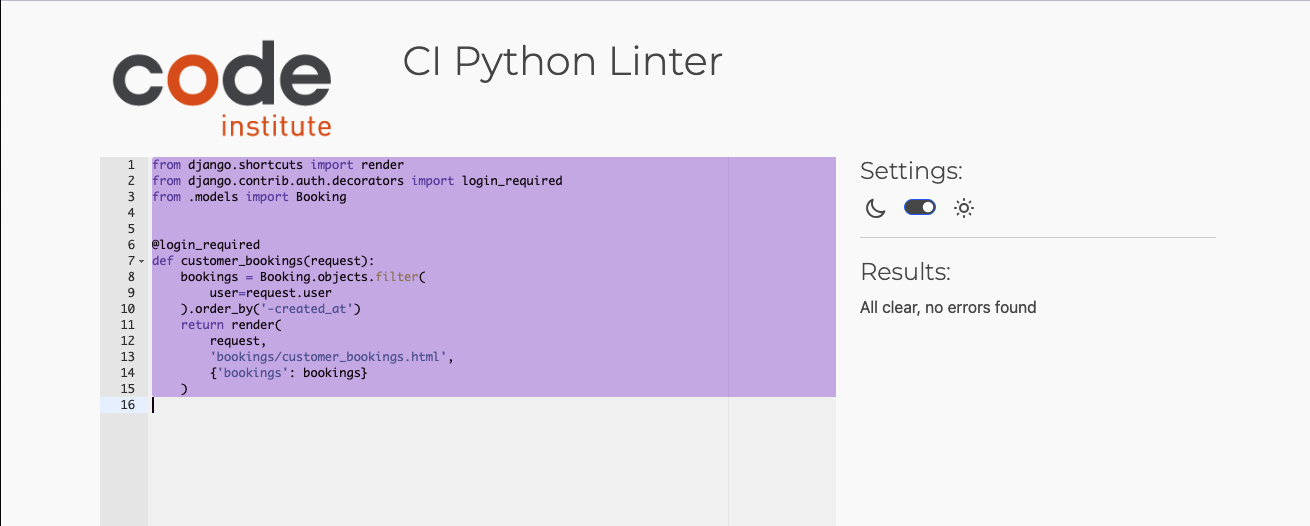 code
institute
CI Python Linter
1 from django.shortcuts import render
2 from django.contrib.auth.decorators import login_required
3 from .models import Booking
4
5
6 @login_required
7 def customer_bookings(request):
8     bookings = Booking.objects.filter(
9         user=request.user
10     ).order_by('-created_at')
11     return render(
12         request,
13         'bookings/customer_bookings.html',
14         {'bookings': bookings}
15     )
16
Settings:
Results:
All clear, no errors found